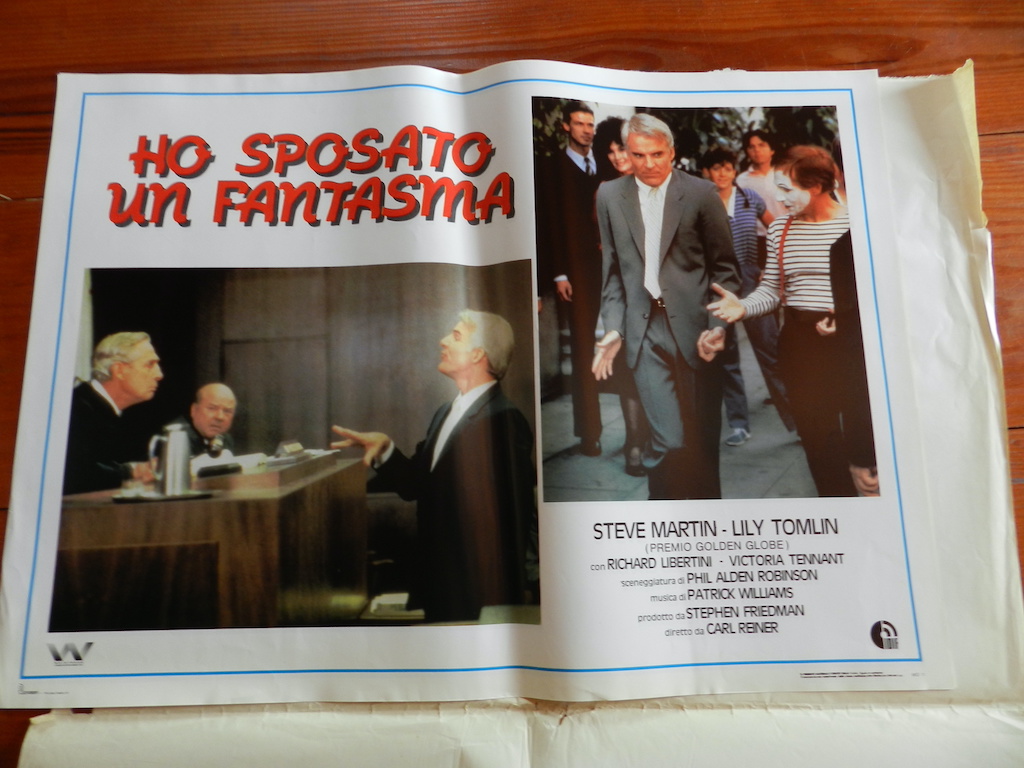 HO SPOSATO
UN FANTASMA
STEVE MARTIN - LILY TOMLIN
(PREMIO GOLDEN GLOBE)
con RICHARD LIBERTINI - VICTORIA TENNANT
sceneggiatura di PHIL ALDEN ROBINSON
musica di PATRICK WILLIAMS
prodotto da STEPHEN FRIEDMAN
diretto da CARL REINER